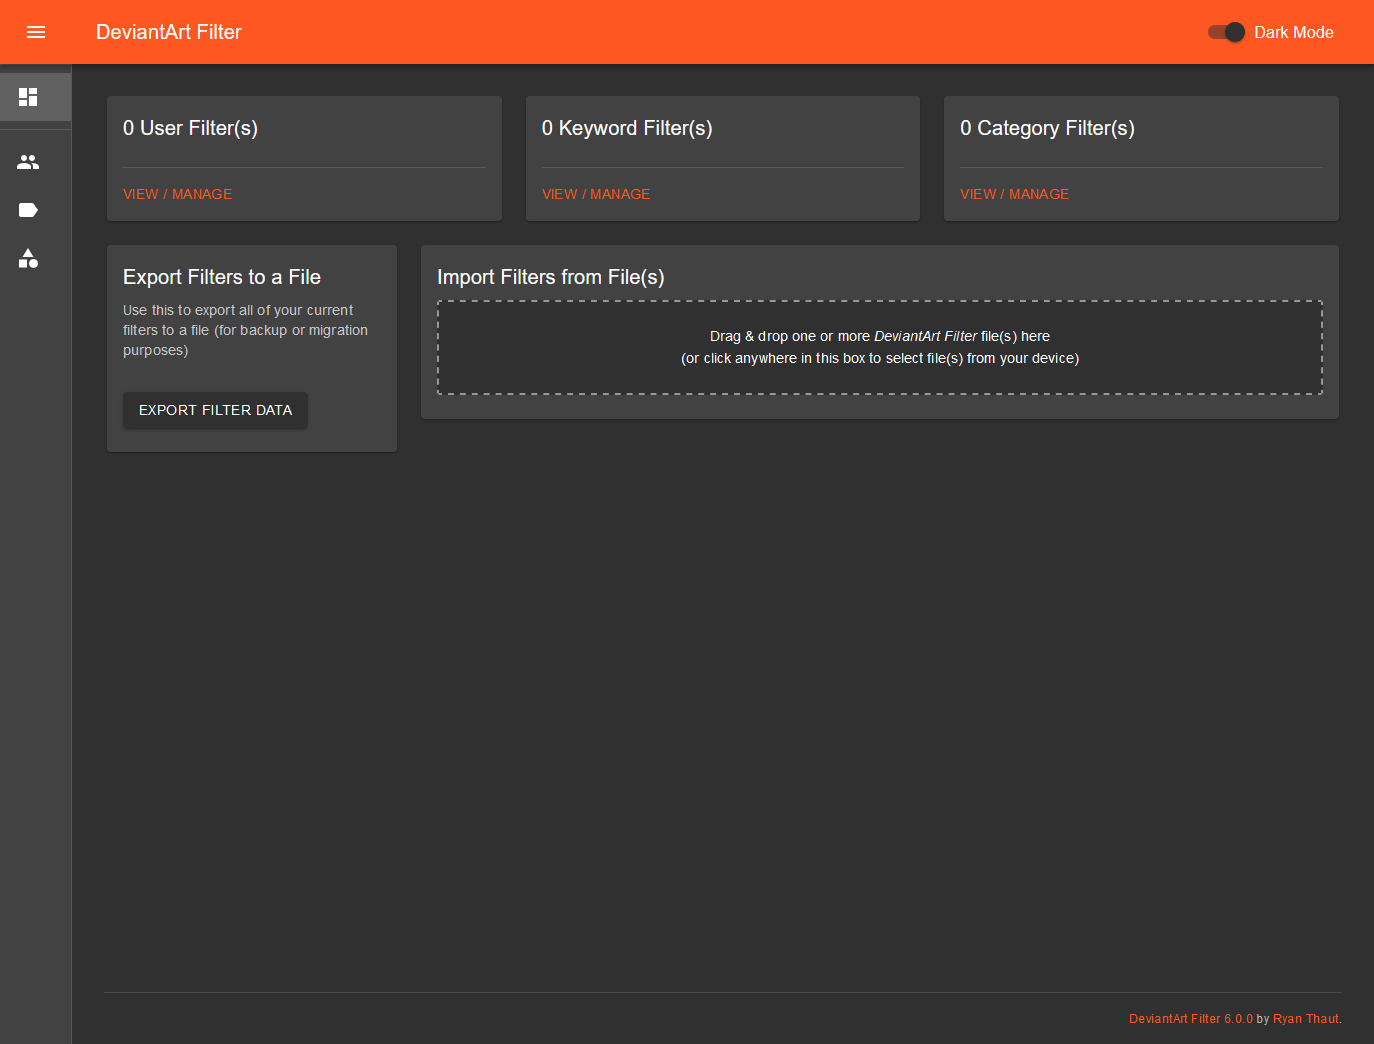 DeviantArt Filter
Dark Mode
0 User Filter(s)
VIEW / MANAGE
0 Keyword Filter(s)
VIEW / MANAGE
0 Category Filter(s)
VIEW / MANAGE
Export Filters to a File
Use this to export all of your current
filters to a file (for backup or migration
purposes)
EXPORT FILTER DATA
Import Filters from File(s)
Drag & drop one or more DeviantArt Filter file(s) here
(or click anywhere in this box to select file(s) from your device)
DeviantArt Filter 6.0.0 by Ryan Thaut.